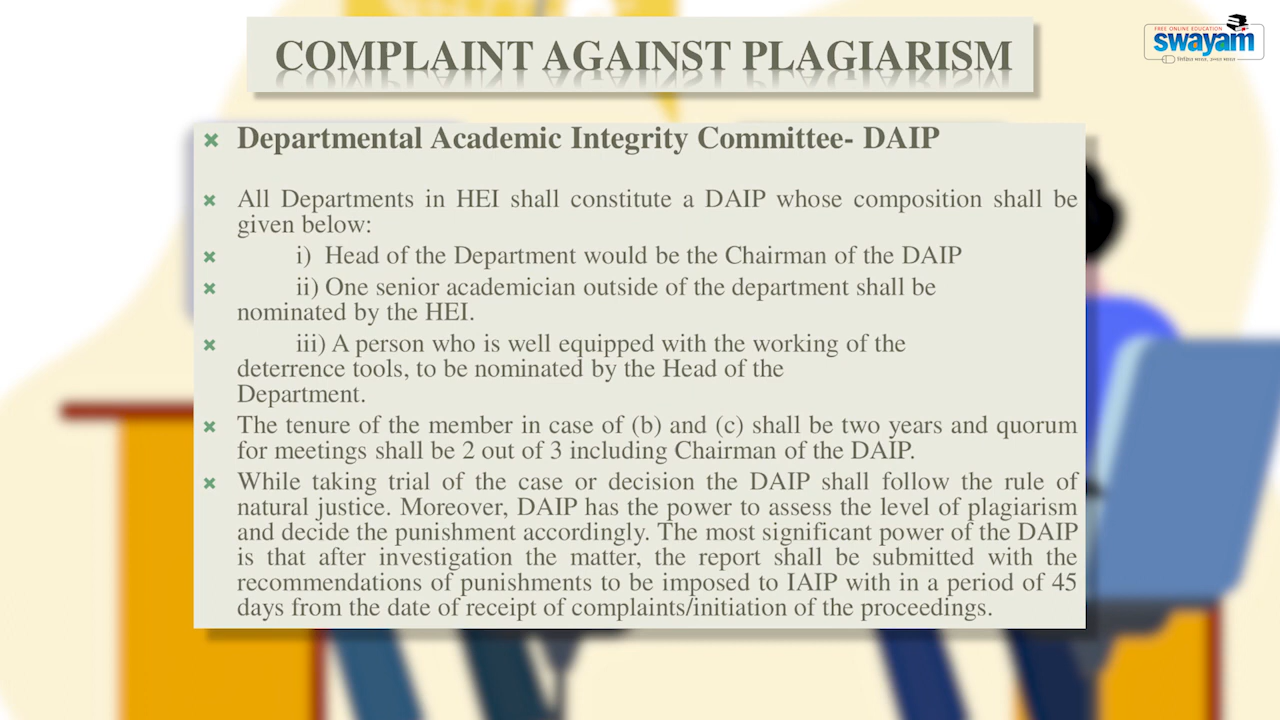 COMPLAINT AGAINST PLAGIARISM
FREE ONLINE EDUCATION
swayam
शिक्षित भारत, उन्नत भारत
Departmental Academic Integrity Committee- DAIP
All Departments in HEI shall constitute a DAIP whose composition shall be
given below:
i) Head of the Department would be the Chairman of the DAIP
ii) One senior academician outside of the department shall be
nominated by the HEI.
iii) A person who is well equipped with the working of the
deterrence tools, to be nominated by the Head of the
Department.
The tenure of the member in case of (b) and (c) shall be two years and quorum
for meetings shall be 2 out of 3 including Chairman of the DAIP.
While taking trial of the case or decision the DAIP shall follow the rule of
natural justice. Moreover, DAIP has the power to assess the level of plagiarism
and decide the punishment accordingly. The most significant power of the DAIP
is that after investigation the matter, the report shall be submitted with the
recommendations of punishments to be imposed to IAIP with in a period of 45
days from the date of receipt of complaints/initiation of the proceedings.